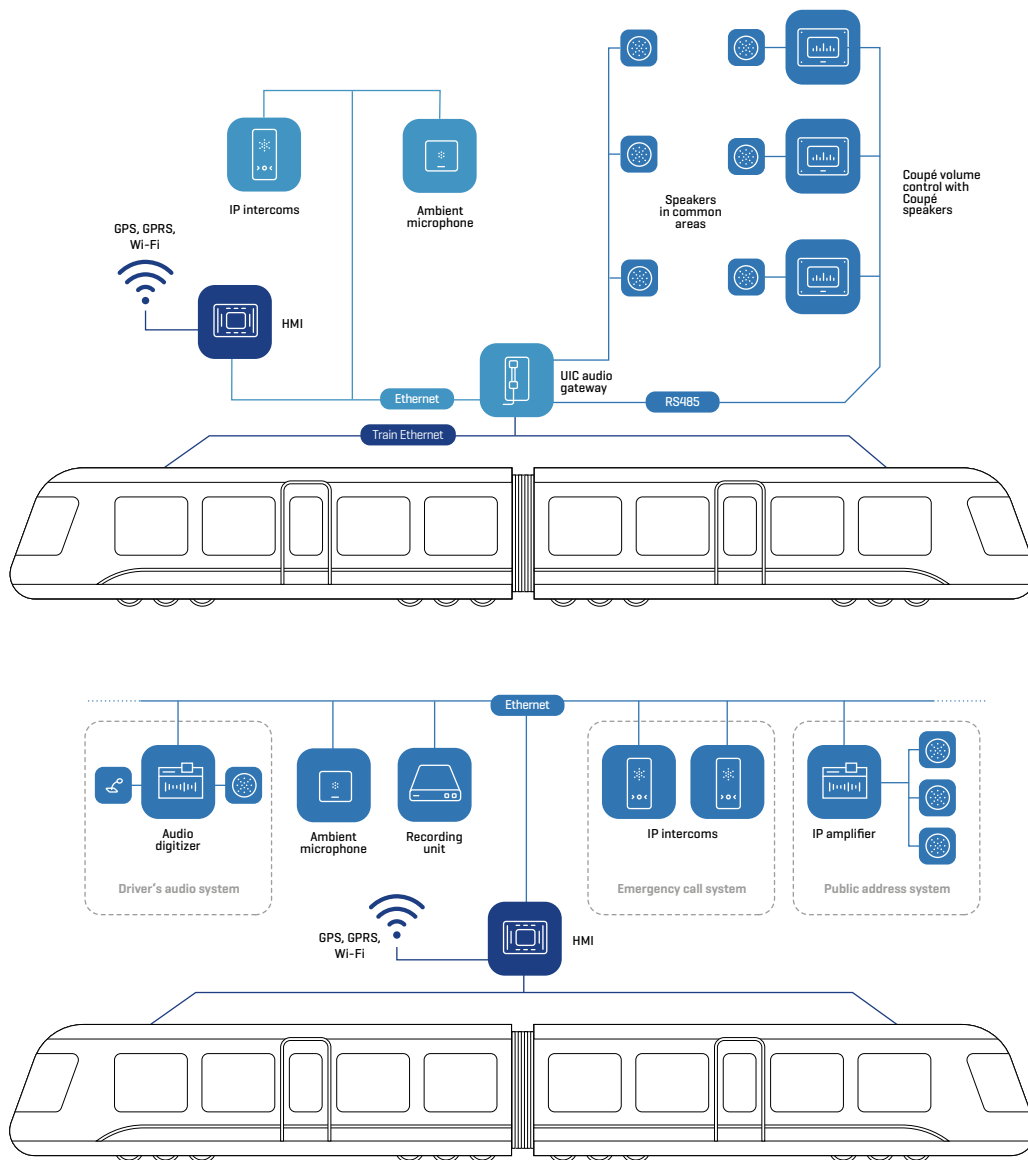 IP intercoms
Ambient
microphone
GPS, GPRS,
Wi-Fi
HMI
Speakers
in common
areas
Coupé volume
control with
Coupé
speakers
UIC audio
gateway
Ethernet
RS485
Train Ethernet
Ethernet
Audio
digitizer
Driver's audio system
Ambient
microphone
Recording
unit
IP intercoms
Emergency call system
IP amplifier
Public address system
GPS, GPRS,
Wi-Fi
HMI